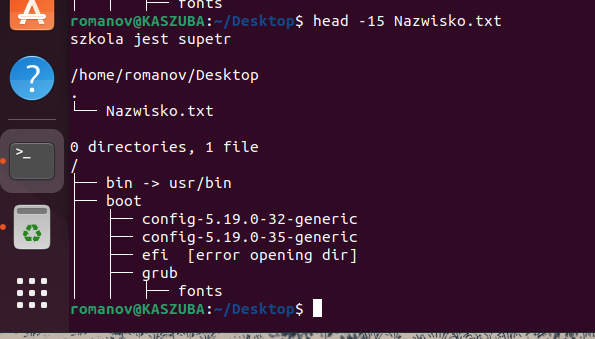 ├── fonts
romanov@KASZUBA:~/Desktop$ head -15 Nazwisko.txt
szkola jest supetr

/home/romanov/Desktop
.
└── Nazwisko.txt

0 directories, 1 file
/
├── bin -> usr/bin
├── boot
│   ├── config-5.19.0-32-generic
│   ├── config-5.19.0-35-generic
│   ├── efi  [error opening dir]
│   ├── grub
│   │   ├── fonts
romanov@KASZUBA:~/Desktop$